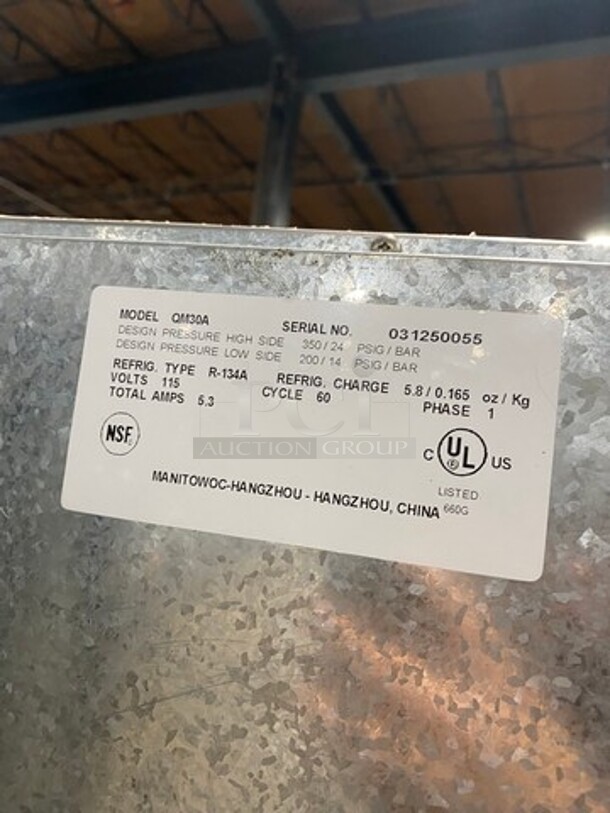 MODEL QM30A SERIAL NO. 031250055
DESIGN PRESSURE HIGH SIDE 350 / 24 PSIG / BAR
DESIGN PRESSURE LOW SIDE 200 / 14 PSIG / BAR
REFRIG. TYPE R-134A REFRIG. CHARGE 5.8 / 0.165 oz / Kg
VOLTS 115 CYCLE 60 PHASE 1
TOTAL AMPS 5.3
PCI
AUCTION GROUP
NSF
C UL US
LISTED
660G
MANITOWOC-HANGZHOU - HANGZHOU, CHINA